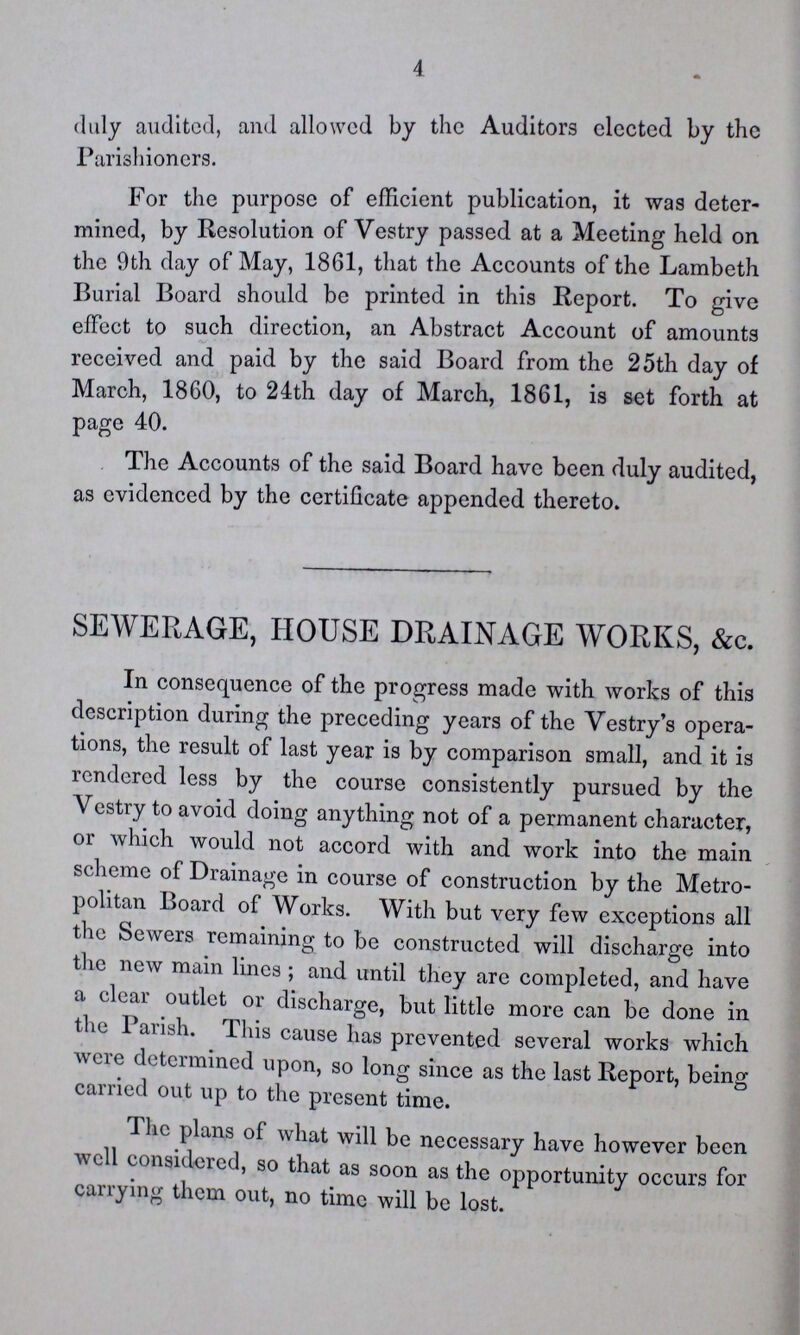 4
duly audited, and allowed by the Auditors elected by the
Parishioners.
For the purpose of efficient publication, it was deter-
mined, by Resolution of Vestry passed at a Meeting held on
the 9th day of May, 1861, that the Accounts of the Lambeth
Burial Board should be printed in this Report. To give
effect to such direction, an Abstract Account of amounts
received and paid by the said Board from the 25th day of
March, 1860, to 24th day of March, 1861, is set forth at
page 40.
The Accounts of the said Board have been duly audited,
as evidenced by the certificate appended thereto.
SEWERAGE, HOUSE DRAINAGE WORKS, &c.
In consequence of the progress made with works of this
description during the preceding years of the Vestry's opera-
tions, the result of last year is by comparison small, and it is
rendered less by the course consistently pursued by the
Vestry to avoid doing anything not of a permanent character,
or which would not accord with and work into the main
scheme of Drainage in course of construction by the Metro-
politan Board of Works. With but very few exceptions all
the Sewers remaining to be constructed will discharge into
the new main lines; and until they are completed, and have
a clear outlet or discharge, but little more can be done in
the Parish. This cause has prevented several works which
were determined upon, so long since as the last Report, being
carried out up to the present time.
The plans of what will be necessary have however been
well considered, so that as soon as the opportunity occurs for
carrying them out, no time will be lost.